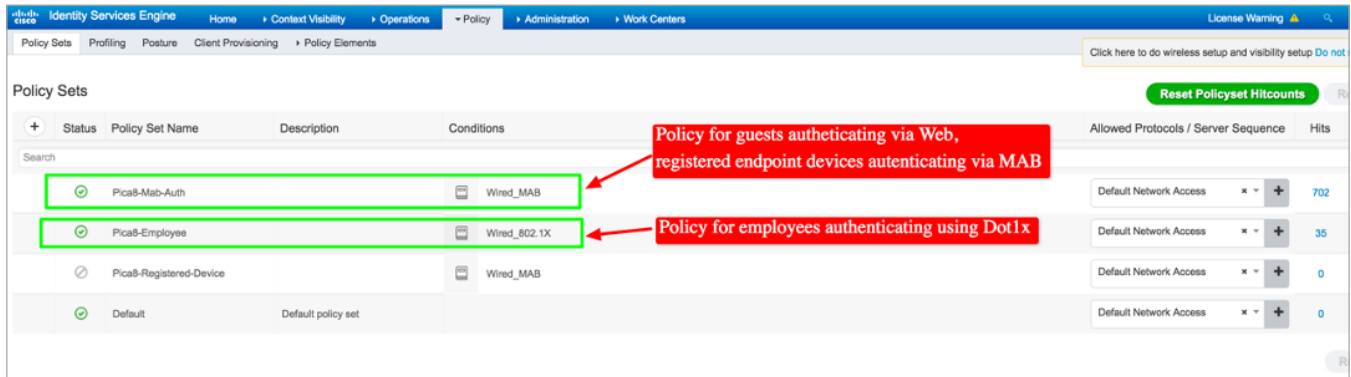 cisco Identity Services Engine Home Context Visibility Operations Policy Administration Work Centers License Warning
Policy Sets Profiling Posture Client Provisioning Policy Elements
Click here to do wireless setup and visibility setup Do not
Policy Sets
Reset Policyset Hitcounts
+ Status Policy Set Name Description Conditions Allowed Protocols / Server Sequence Hits
Search
Policy for guests autheticating via Web,
registered endpoint devices autenticating via MAB
Pica8-Mab-Auth Wired_MAB Default Network Access × + 702
Pica8-Employee Wired_802.1X Default Network Access × + 35
Policy for employees authenticating using Dot1x
Pica8-Registered-Device Wired_MAB Default Network Access × + 0
Default Default policy set Default Network Access × + 0